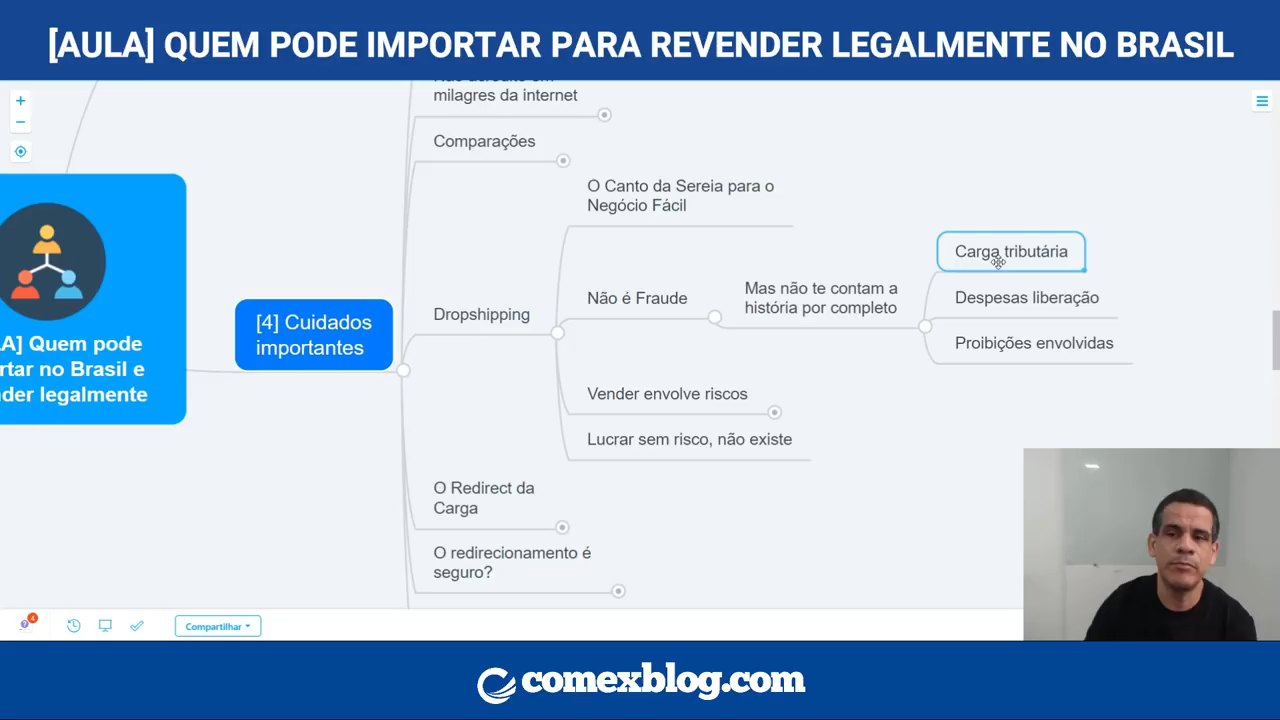 [AULA] QUEM PODE IMPORTAR PARA REVENDER LEGALMENTE NO BRASIL
milagres da internet
Comparações
O Canto da Sereia para o
Negócio Fácil
Carga tributária
Mas não te contam a
história por completo
Não é Fraude
Despesas liberação
Dropshipping
[4] Cuidados
importantes
Proibições envolvidas
A] Quem pode
rtar no Brasil e
der legalmente
Vender envolve riscos
Lucrar sem risco, não existe
O Redirect da
Carga
O redirecionamento é
seguro?
4
Compartilhar
comexblog.com